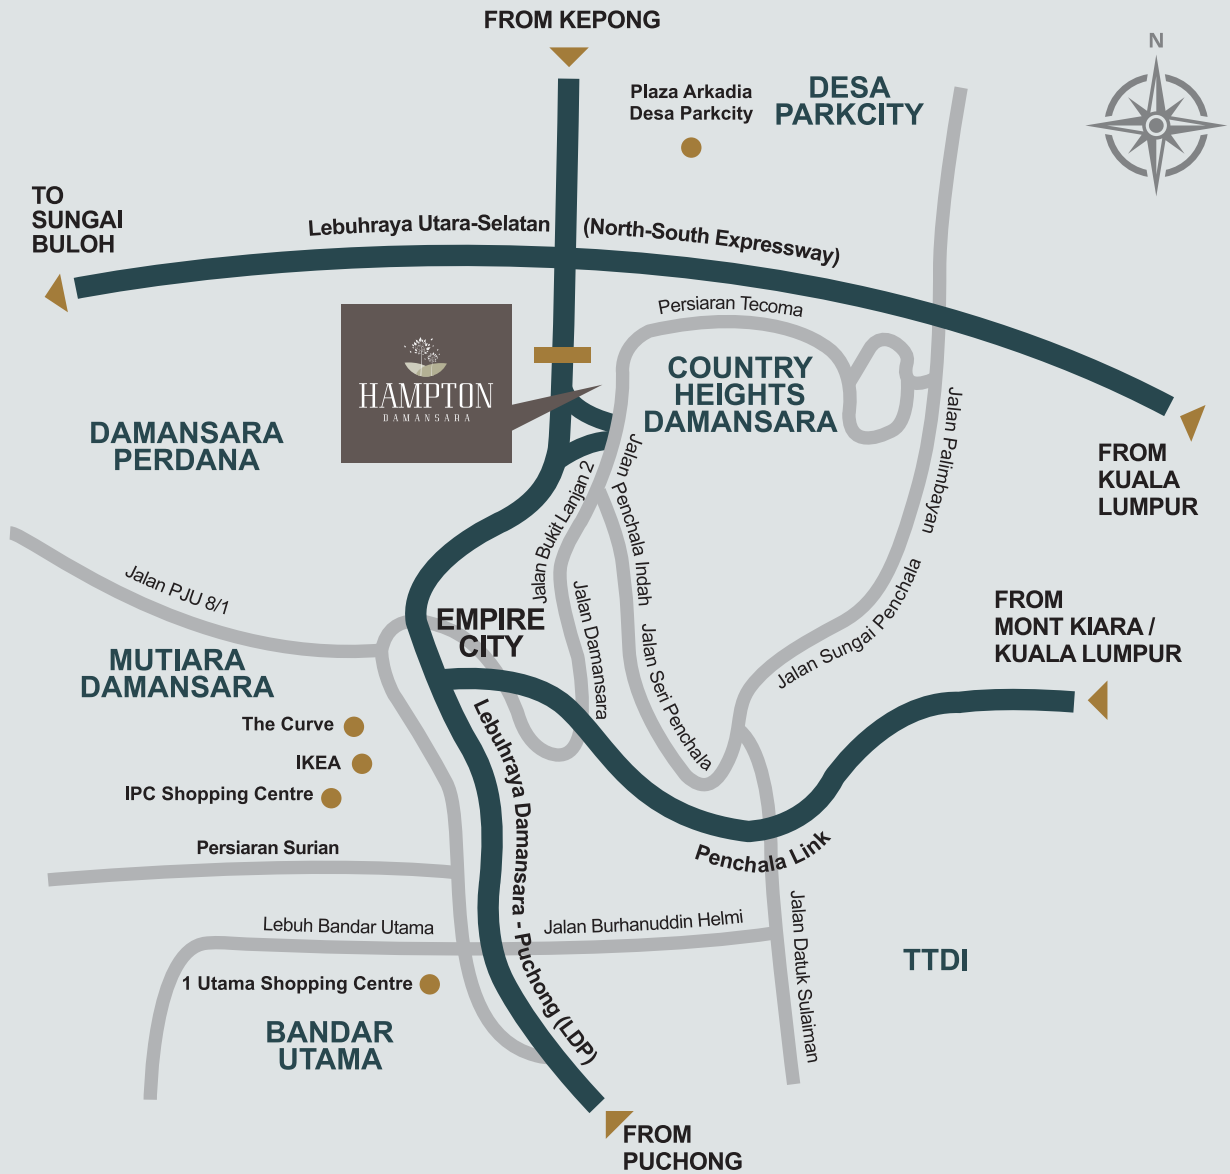 FROM KEPONG
N
Plaza Arkadia
Desa Parkcity
DESA
PARKCITY
TO
SUNGAI
BULOH
Lebuhraya Utara-Selatan (North-South Expressway)
Persiaran Tecoma
HAMPTON
DAMANSARA
COUNTRY
HEIGHTS
DAMANSARA
DAMANSARA
PERDANA
FROM
KUALA
LUMPUR
Jalan Palimbayan
Jalan Penchala Indah
Jalan Bukit Lanjan 2
Jalan PJU 8/1
Jalan Damansara
Jalan Seri Penchala
Jalan Sungai Penchala
EMPIRE
CITY
FROM
MONT KIARA /
KUALA LUMPUR
MUTIARA
DAMANSARA
The Curve
IKEA
IPC Shopping Centre
Lebuhraya Damansara - Puchong (LDP)
Penchala Link
Persiaran Surian
Lebuh Bandar Utama
Jalan Burhanuddin Helmi
Jalan Datuk Sulaiman
TTDI
1 Utama Shopping Centre
BANDAR
UTAMA
FROM
PUCHONG